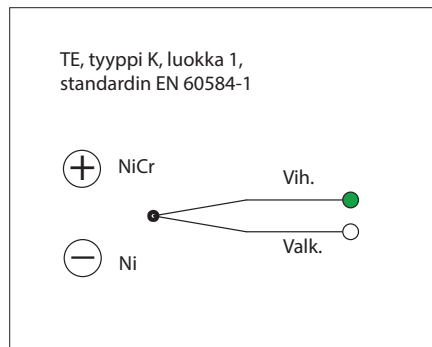 TE, tyyppi K, luokka 1,
standardin EN 60584-1
NiCr
Vih.
Valk.
Ni